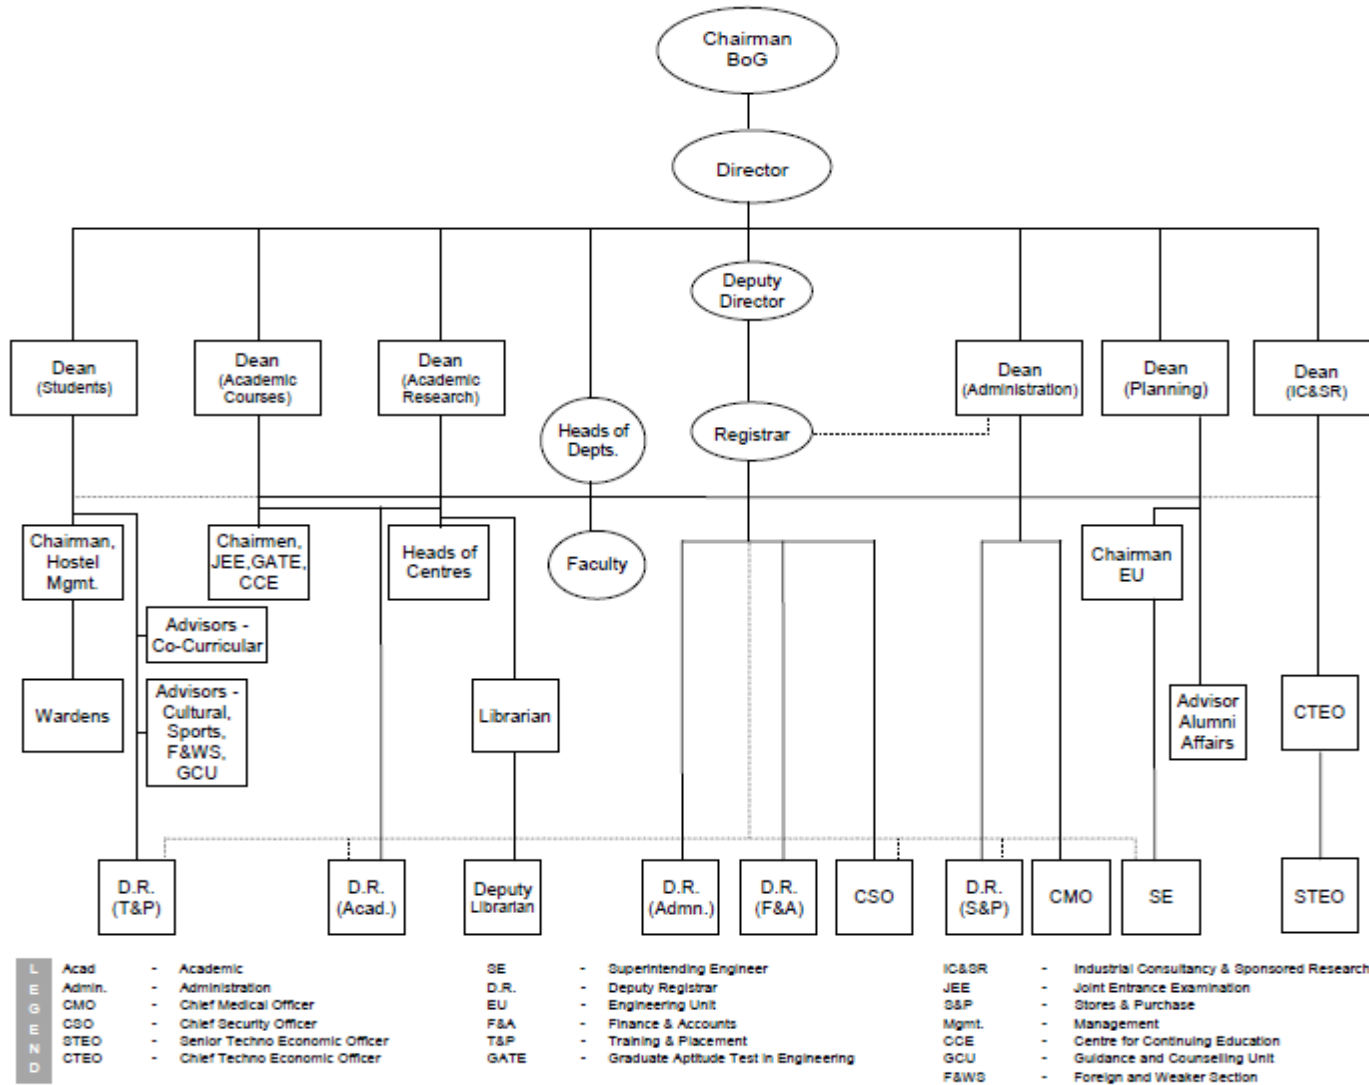 Chairman
BoG
Director
Deputy
Director
Dean
(Students)
Dean
(Academic
Courses)
Dean
(Academic
Research)
Heads of
Depts.
Registrar
Dean
(Administration)
Dean
(Planning)
Dean
(IC&SR)
Chairman,
Hostel
Mgmt.
Chairmen,
JEE,GATE,
CCE
Heads of
Centres
Faculty
Chairman
EU
Advisors -
Co-Curricular
Wardens
Advisors -
Cultural,
Sports,
F&WS,
GCU
Librarian
Advisor
Alumni
Affairs
CTEO
D.R.
(T&P)
D.R.
(Acad.)
Deputy
Librarian
D.R.
(Admn.)
D.R.
(F&A)
CSO
D.R.
(S&P)
CMO
SE
STEO
LEGEND
Acad - Academic
Admin. - Administration
CMO - Chief Medical Officer
CSO - Chief Security Officer
STEO - Senior Techno Economic Officer
CTEO - Chief Techno Economic Officer
SE - Superintending Engineer
D.R. - Deputy Registrar
EU - Engineering Unit
F&A - Finance & Accounts
T&P - Training & Placement
GATE - Graduate Aptitude Test in Engineering
IC&SR - Industrial Consultancy & Sponsored Research
JEE - Joint Entrance Examination
S&P - Stores & Purchase
Mgmt. - Management
CCE - Centre for Continuing Education
GCU - Guidance and Counselling Unit
F&WS - Foreign and Weaker Section